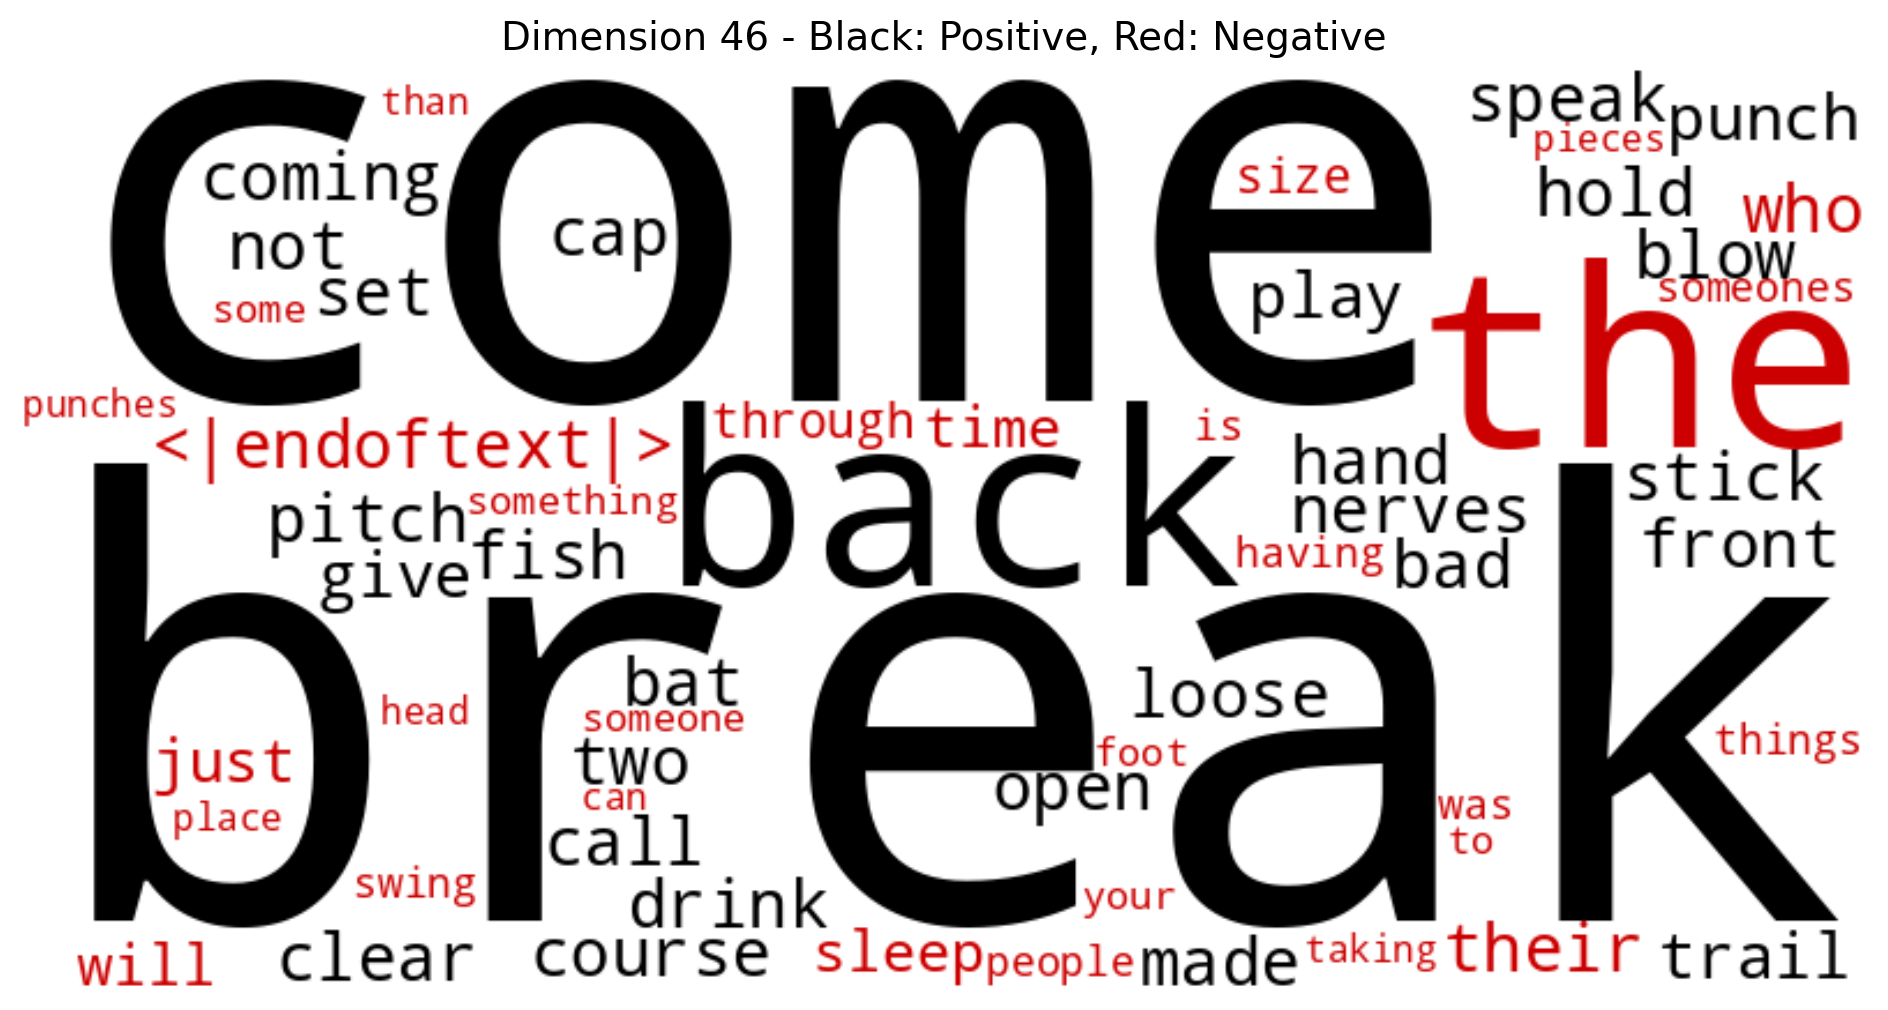 Dimension 46 - Black: Positive, Red: Negative
come
than
speak
punch
pieces
coming
size
hold
who
not
cap
blow
set
some
play
someones
the
punches
<|endoftext|>
through
time
is
back
hand
stick
pitch
something
nerves
front
fish
having
bad
give
break
bat
loose
head
someone
just
two
foot
things
open
place
can
was
call
to
swing
drink
your
will
clear
course
sleep
people
made
taking
their
trail